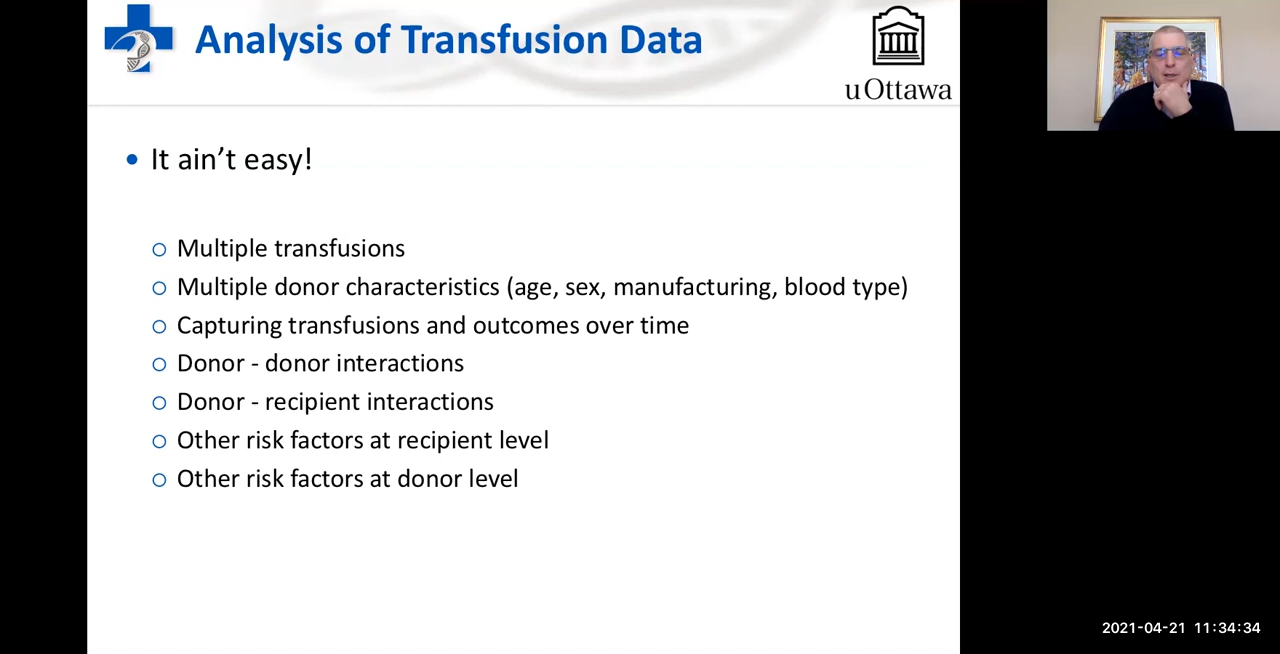 Analysis of Transfusion Data
uOttawa
• It ain’t easy!
○ Multiple transfusions
○ Multiple donor characteristics (age, sex, manufacturing, blood type)
○ Capturing transfusions and outcomes over time
○ Donor - donor interactions
○ Donor - recipient interactions
○ Other risk factors at recipient level
○ Other risk factors at donor level
2021-04-21 11:34:34